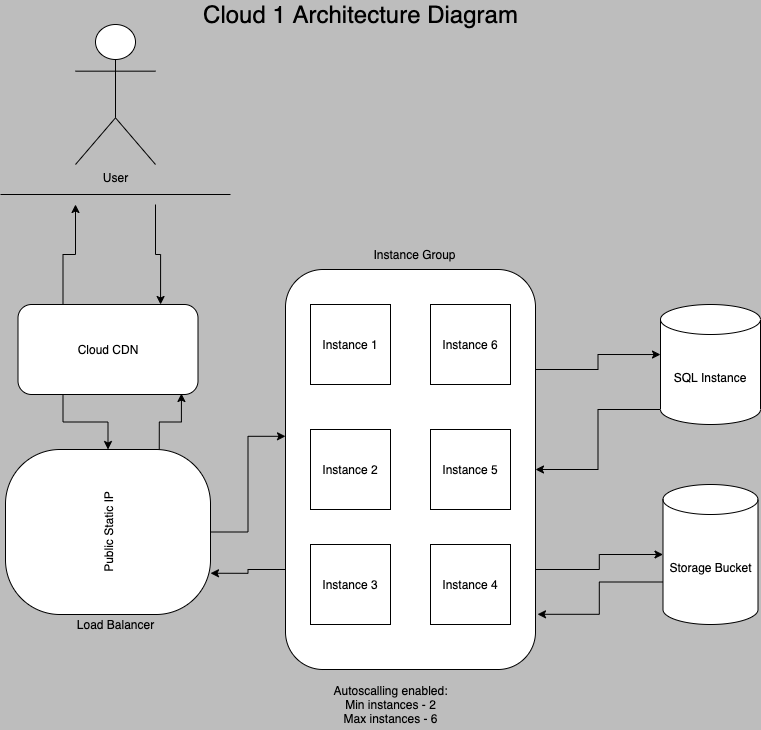 Cloud 1 Architecture Diagram
User
Cloud CDN
Public Static IP
Load Balancer
Instance Group
Instance 1
Instance 6
Instance 2
Instance 5
Instance 3
Instance 4
Autoscalling enabled:
Min instances - 2
Max instances - 6
SQL Instance
Storage Bucket